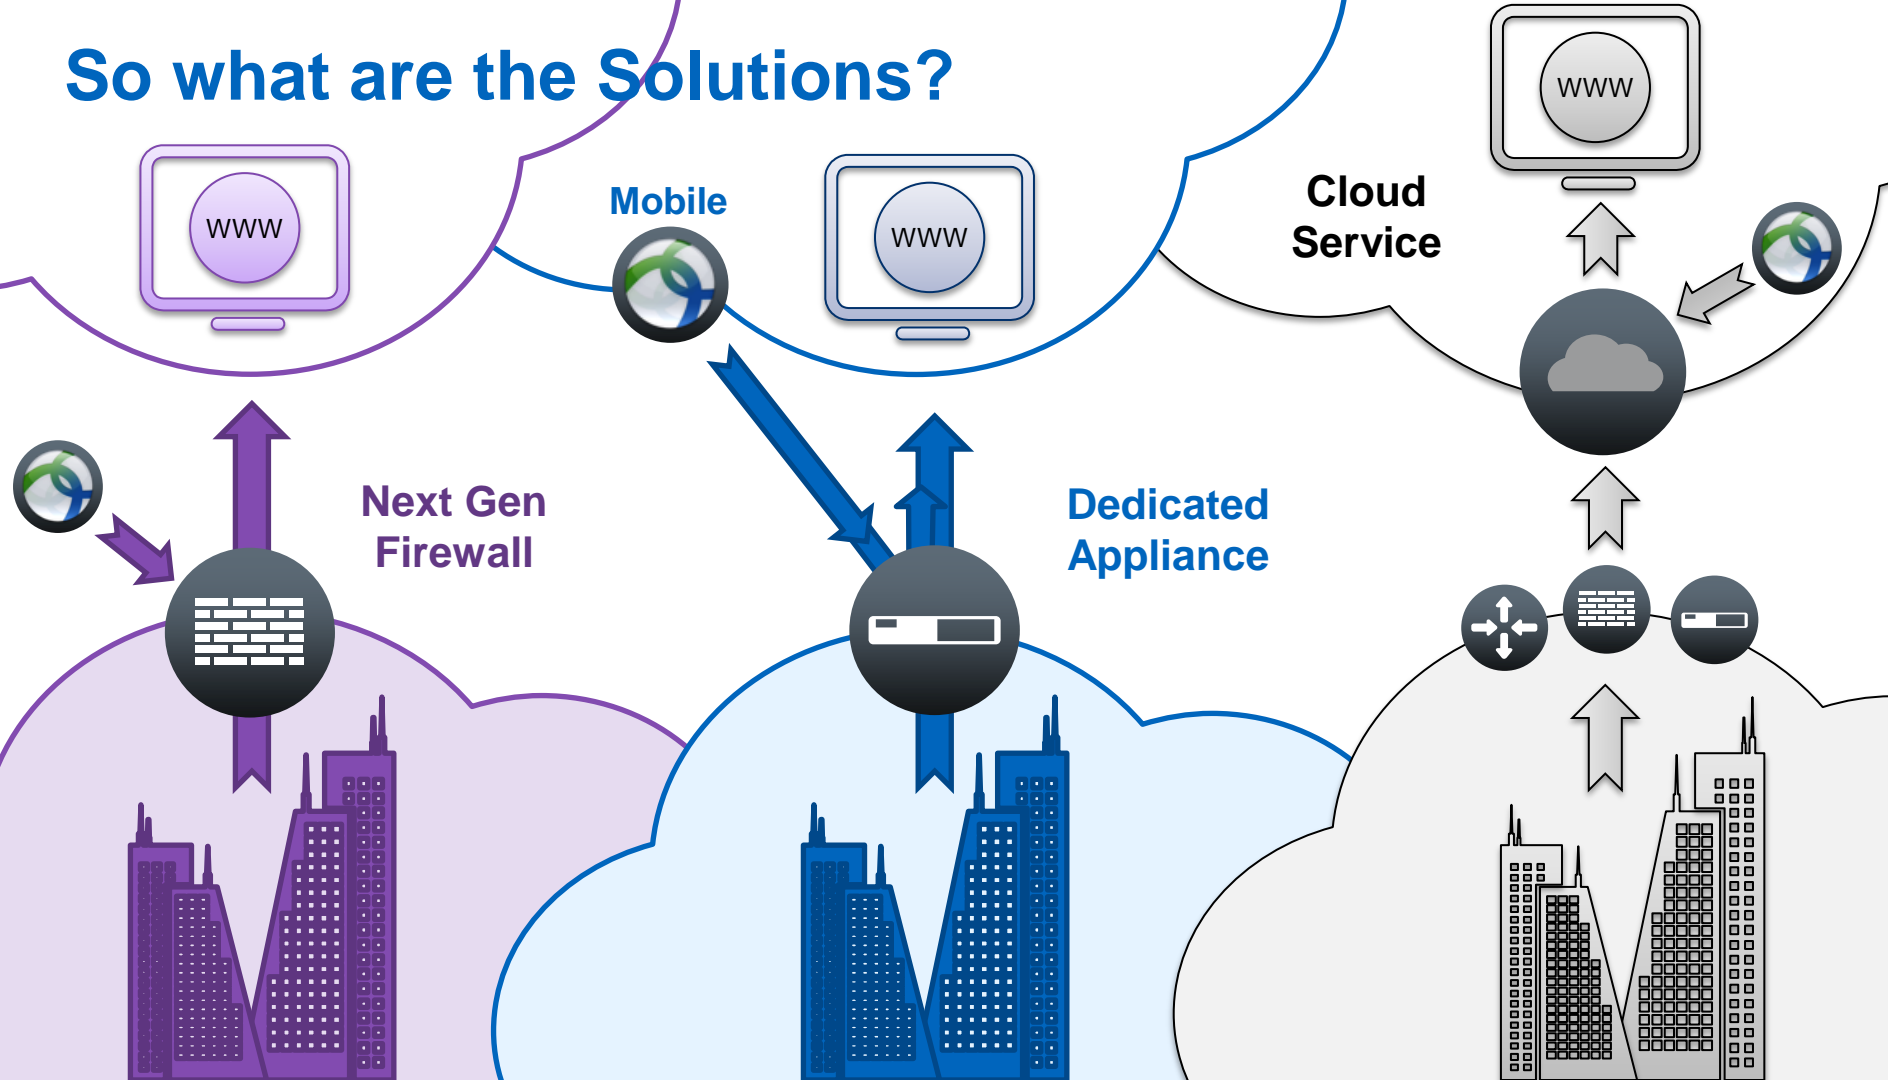 So what are the Solutions?
www
Mobile
www
Cloud
Service
www
Next Gen
Firewall
Dedicated
Appliance